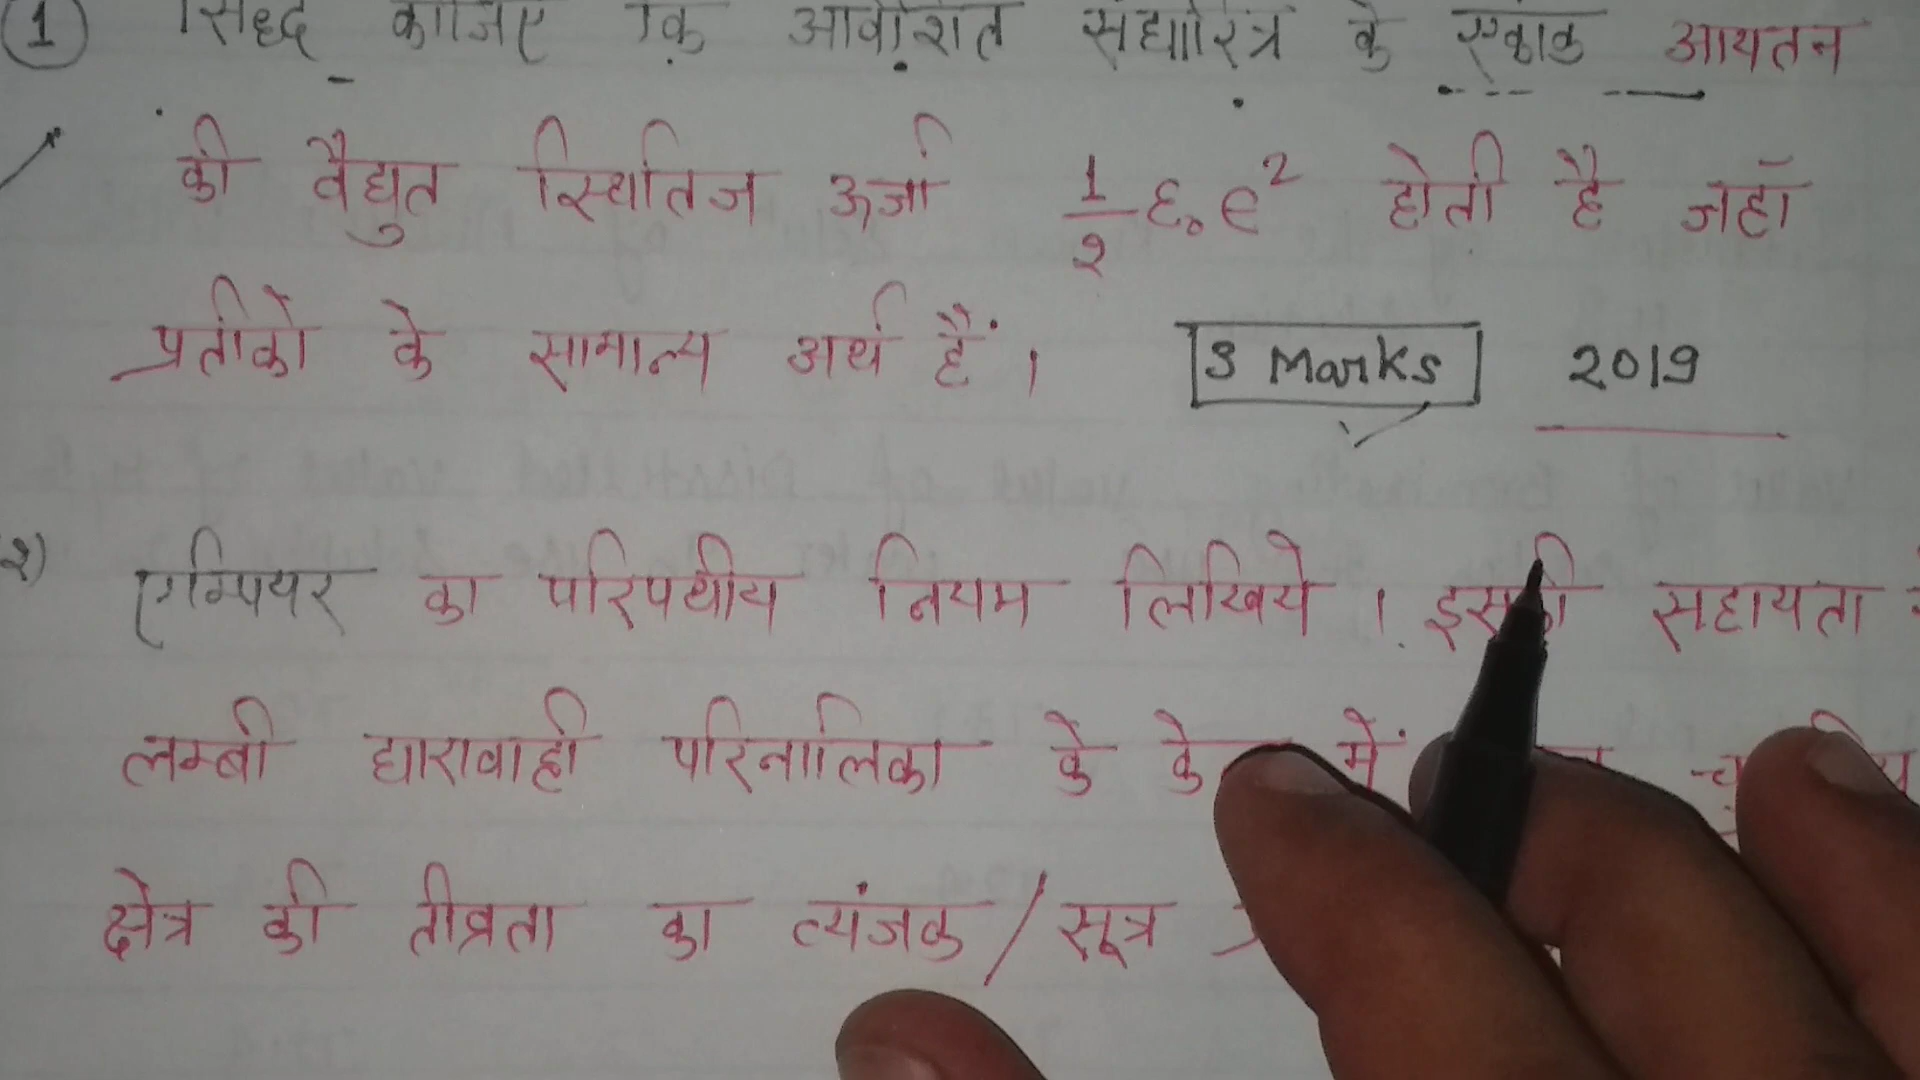 1 सिद्ध कीजिए कि आवेशित संधारित्र के एकांक आयतन
की वैद्युत स्थितिज ऊर्जा 1/2 ε₀ e² होती है जहाँ
प्रतीको के सामान्य अर्थ हैं । 3 Marks 2019
२) एम्पियर का परिपथीय नियम लिखिये । इसकी सहायता
लम्बी धारावाही परिनालिका के में
क्षेत्र की तीव्रता का व्यंजक / सूत्र